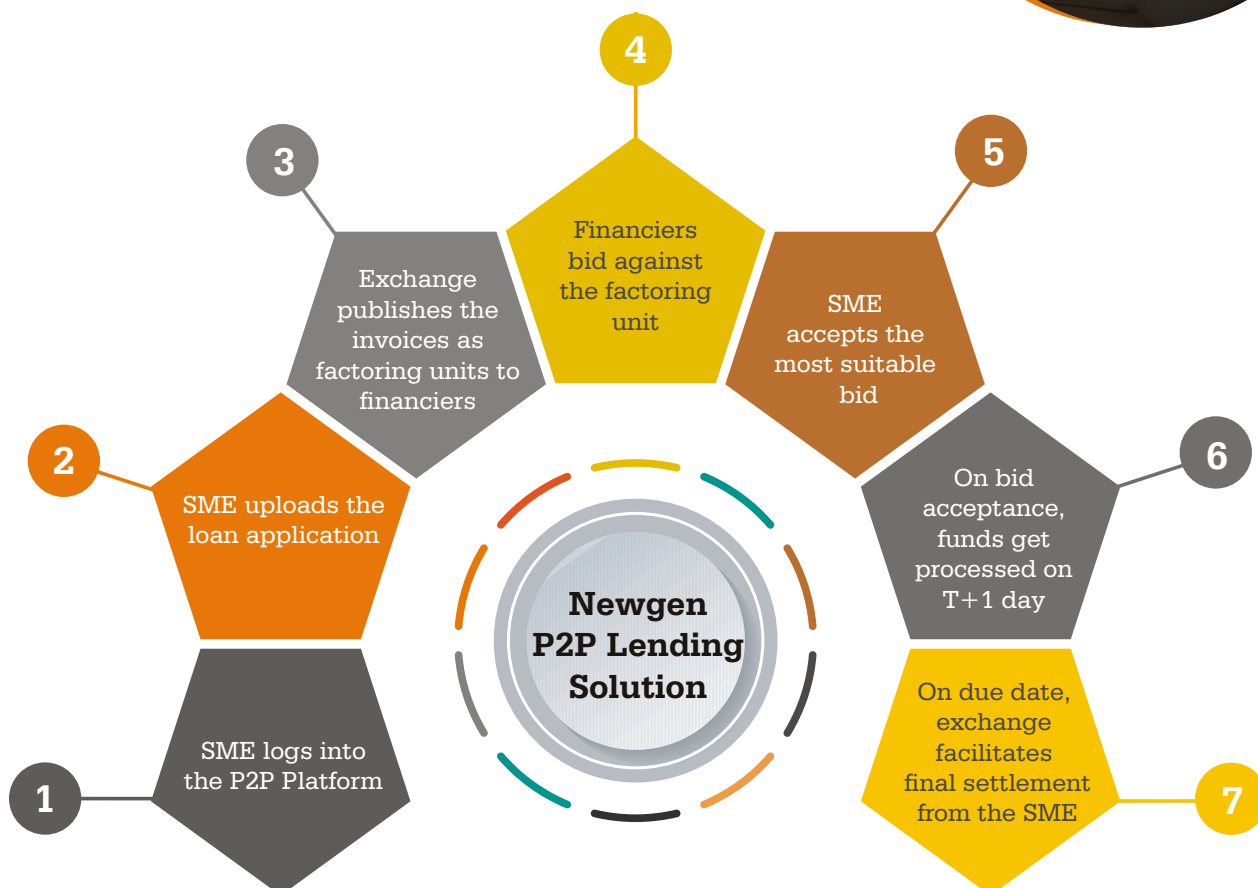 1
SME logs into
the P2P Platform
2
SME uploads the
loan application
3
Exchange
publishes the
invoices as
factoring units to
financiers
4
Financiers
bid against
the factoring
unit
5
SME
accepts the
most suitable
bid
6
On bid
acceptance,
funds get
processed on
T+1 day
7
On due date,
exchange
facilitates
final settlement
from the SME
Newgen
P2P Lending
Solution